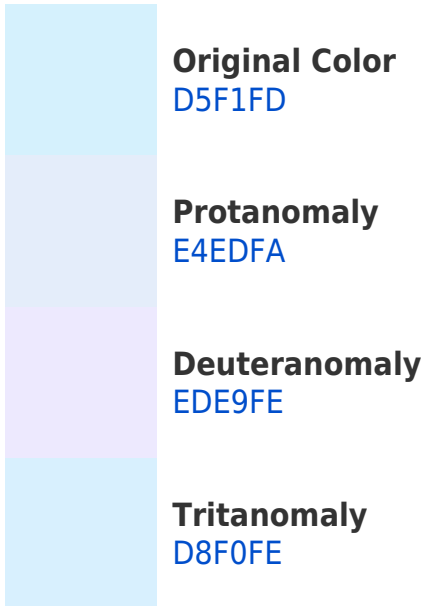 Original Color
D5F1FD
Protanomaly
E4EDFA
Deuteranomaly
EDE9FE
Tritanomaly
D8F0FE